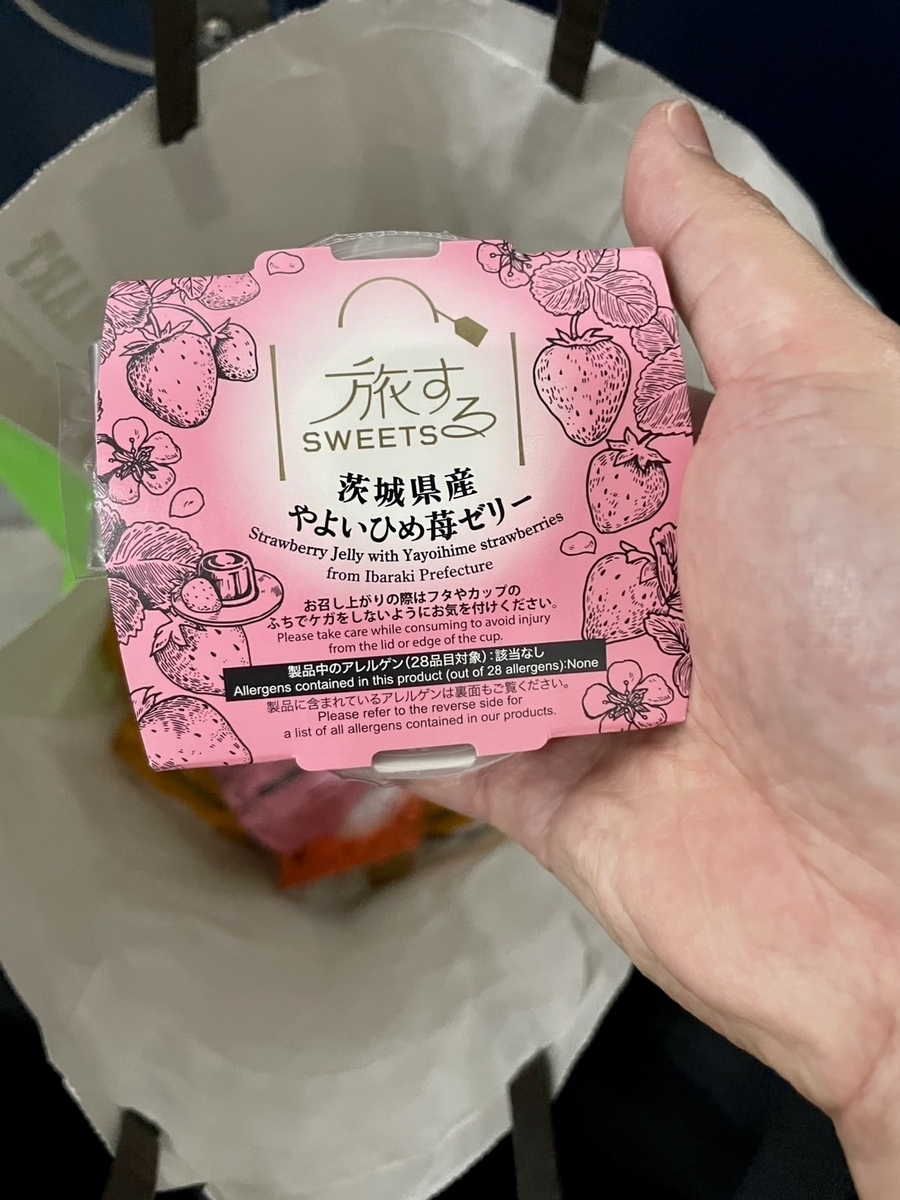 旅する
SWEETS
茨城県産
やよいひめ苺ゼリー
Strawberry Jelly with Yayoihime strawberries
from Ibaraki Prefecture
お召し上がりの際はフタやカップの
ふちでケガをしないようにお気を付けください。
Please take care while consuming to avoid injury
from the lid or edge of the cup.
製品中のアレルゲン(28品目対象):該当なし
Allergens contained in this product (out of 28 allergens):None
製品に含まれているアレルゲンは裏面もご覧ください。
Please refer to the reverse side for
a list of all allergens contained in our products.